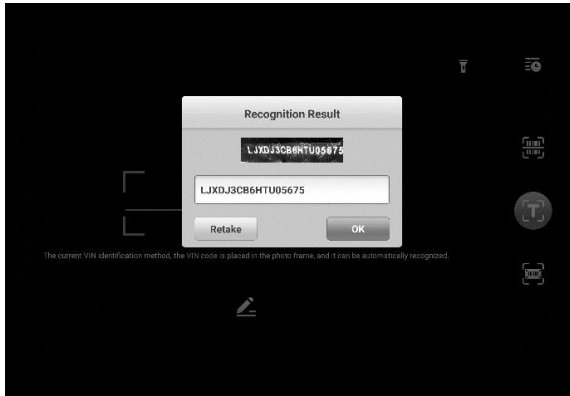 Recognition Result
LJXDJ3CB6HTU05675
LJXDJ3CB6HTU05675
Retake
OK
The current VIN identification method, the VIN code is placed in the photo frame, and it can be automatically recognized.
T